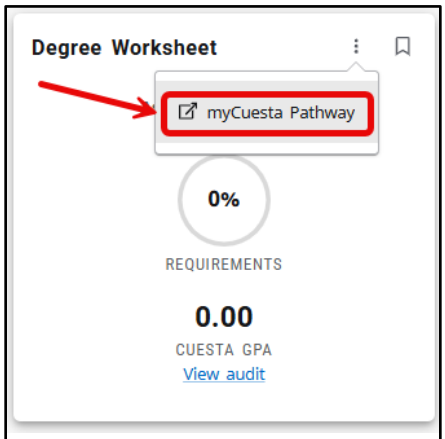 Degree Worksheet
myCuesta Pathway
0%
REQUIREMENTS
0.00
CUESTA GPA
View audit